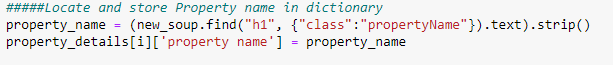 #####Locate and store Property name in dictionary
property_name = (new_soup.find("h1", {"class":"propertyName"}).text).strip()
property_details[i]['property name'] = property_name